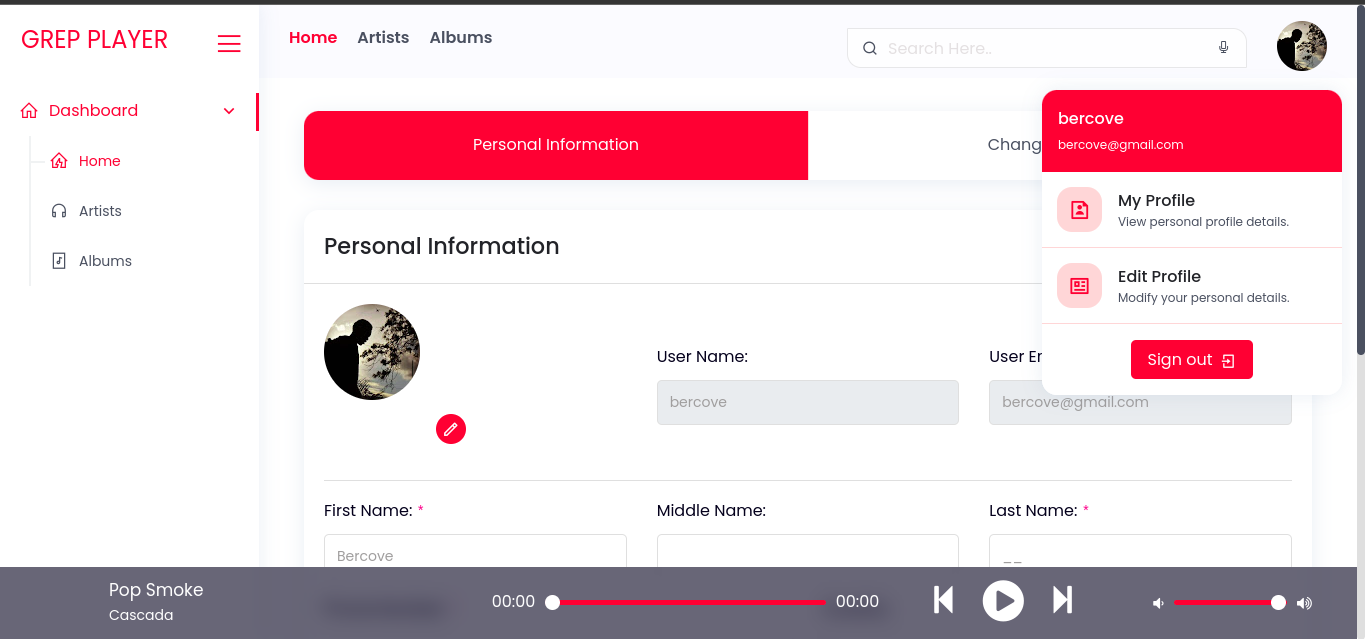 GREP PLAYER
Home Artists Albums
Search Here..
Dashboard
Home
Artists
Albums
Personal Information
Chang
bercove
bercove@gmail.com
My Profile
View personal profile details.
Edit Profile
Modify your personal details.
Sign out
Personal Information
User Name:
bercove
User Em
bercove@gmail.com
First Name: *
Bercove
Middle Name:
Last Name: *
Pop Smoke
Cascada
00:00
00:00